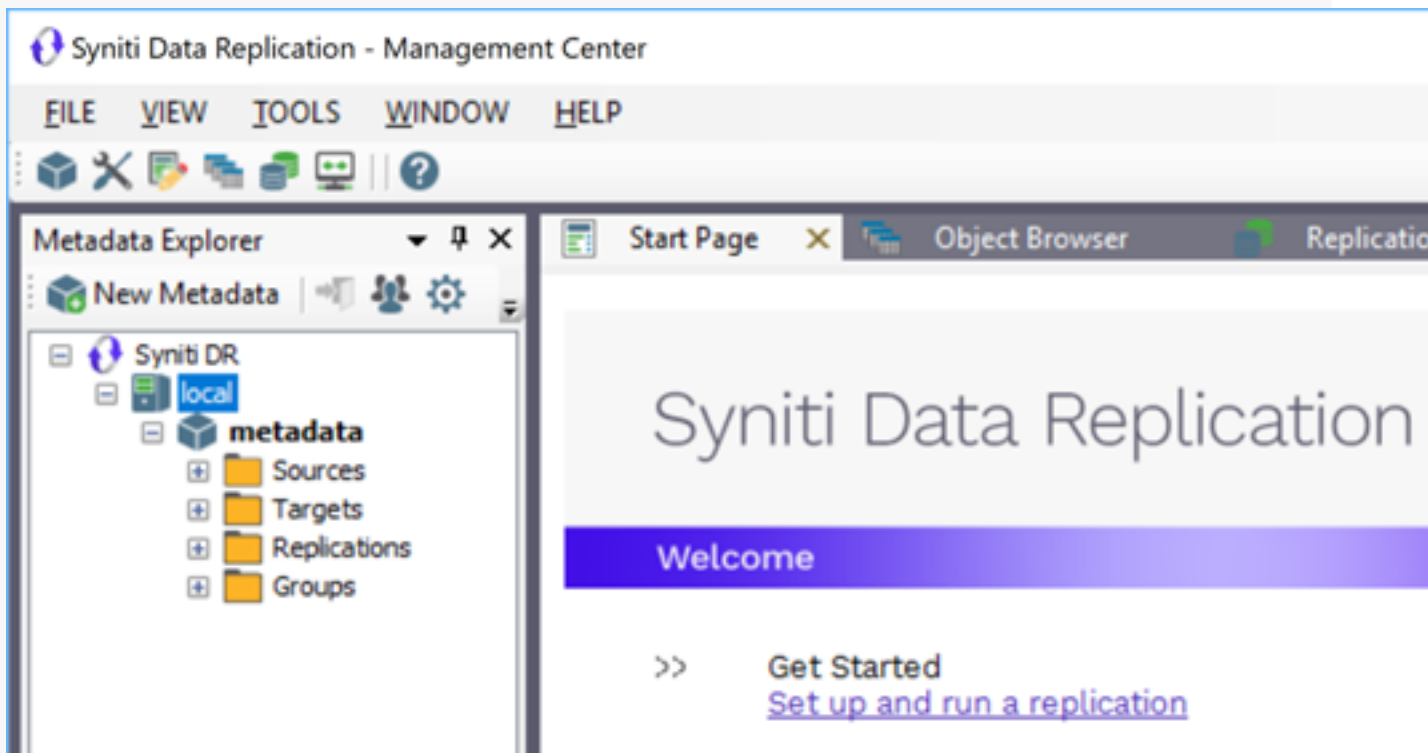 Syniti Data Replication - Management Center
FILE VIEW TOOLS WINDOW HELP
Metadata Explorer
New Metadata
Syniti DR
local
metadata
Sources
Targets
Replications
Groups
Start Page Object Browser Replicatio
Syniti Data Replication
Welcome
>> Get Started
Set up and run a replication